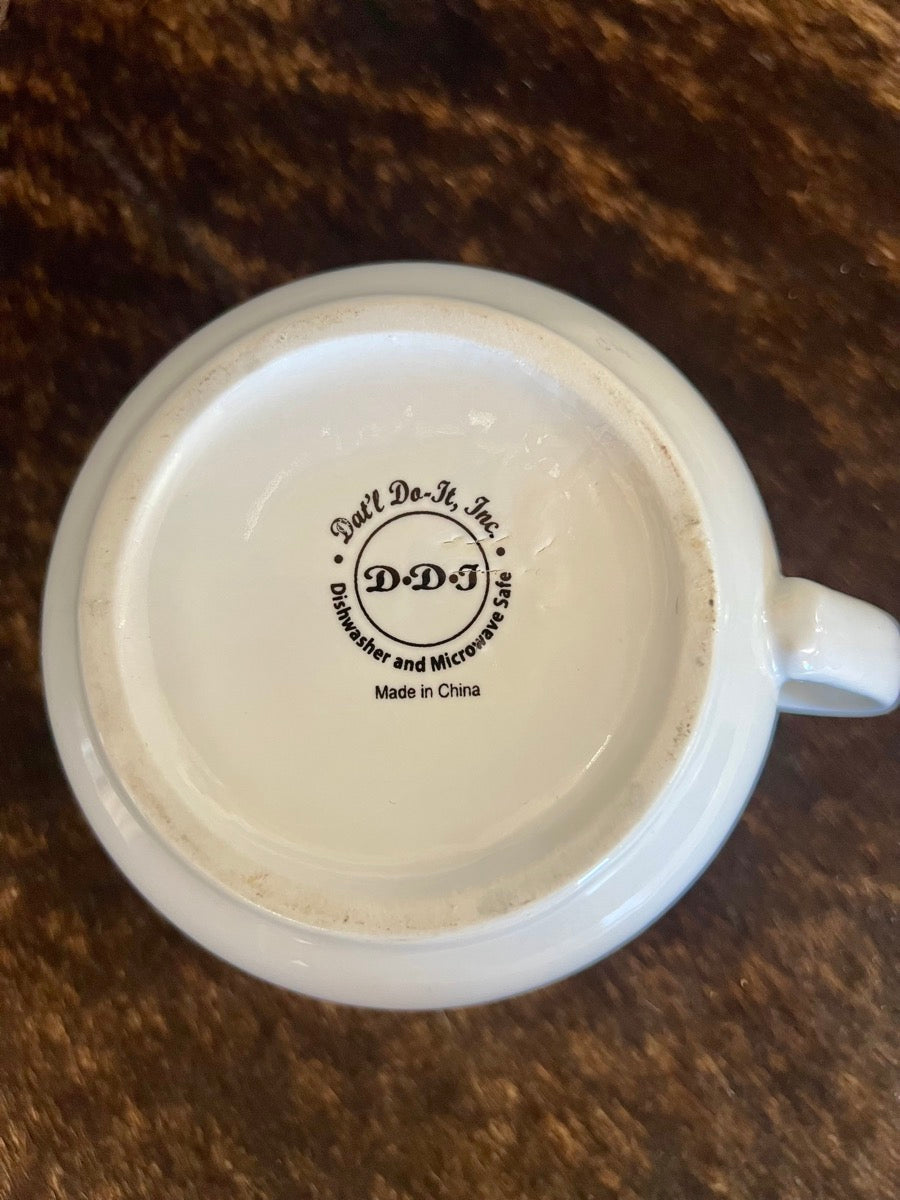 Dat'l Do-It, Inc.
D•D•I
Dishwasher and Microwave Safe
Made in China